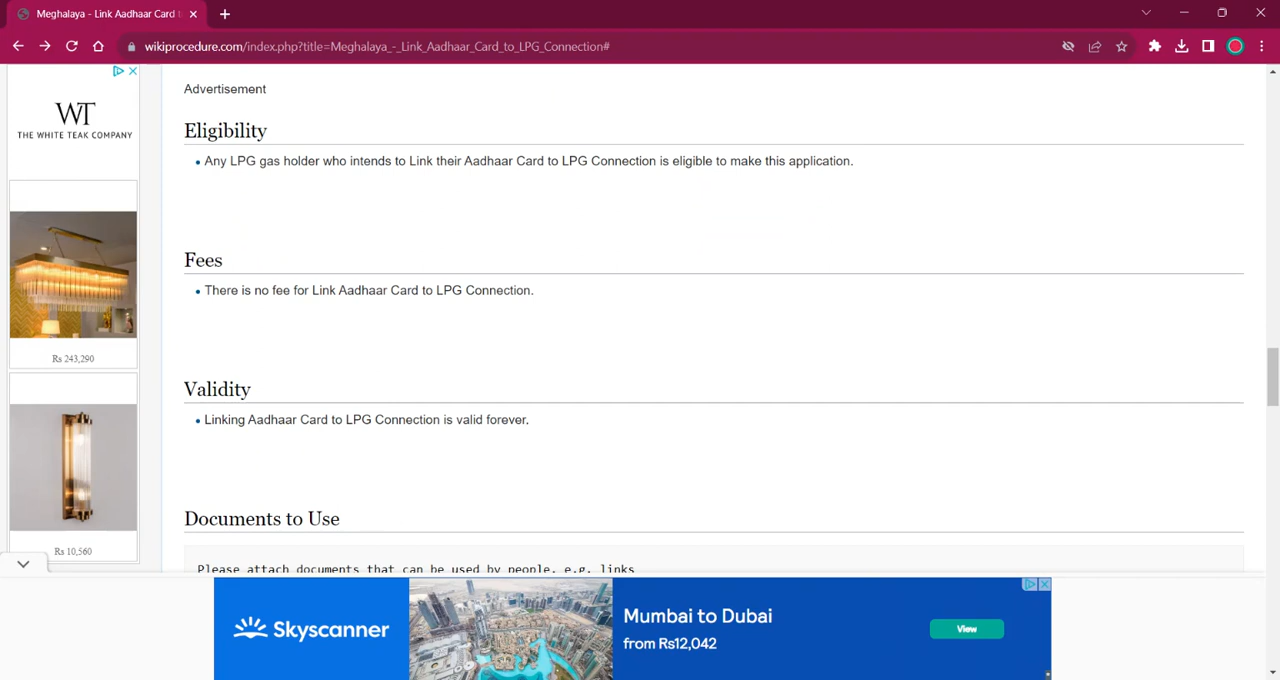 Meghalaya - Link Aadhaar Card t
wikiprocedure.com/index.php?title=Meghalaya_-_Link_Aadhaar_Card_to_LPG_Connection#
WT
THE WHITE TEAK COMPANY
Rs 243,290
Rs 10,560
Advertisement
Eligibility
Any LPG gas holder who intends to Link their Aadhaar Card to LPG Connection is eligible to make this application.
Fees
There is no fee for Link Aadhaar Card to LPG Connection.
Validity
Linking Aadhaar Card to LPG Connection is valid forever.
Documents to Use
Please attach documents that can be used by people. e.g. links
Skyscanner
Mumbai to Dubai
from Rs12,042
View